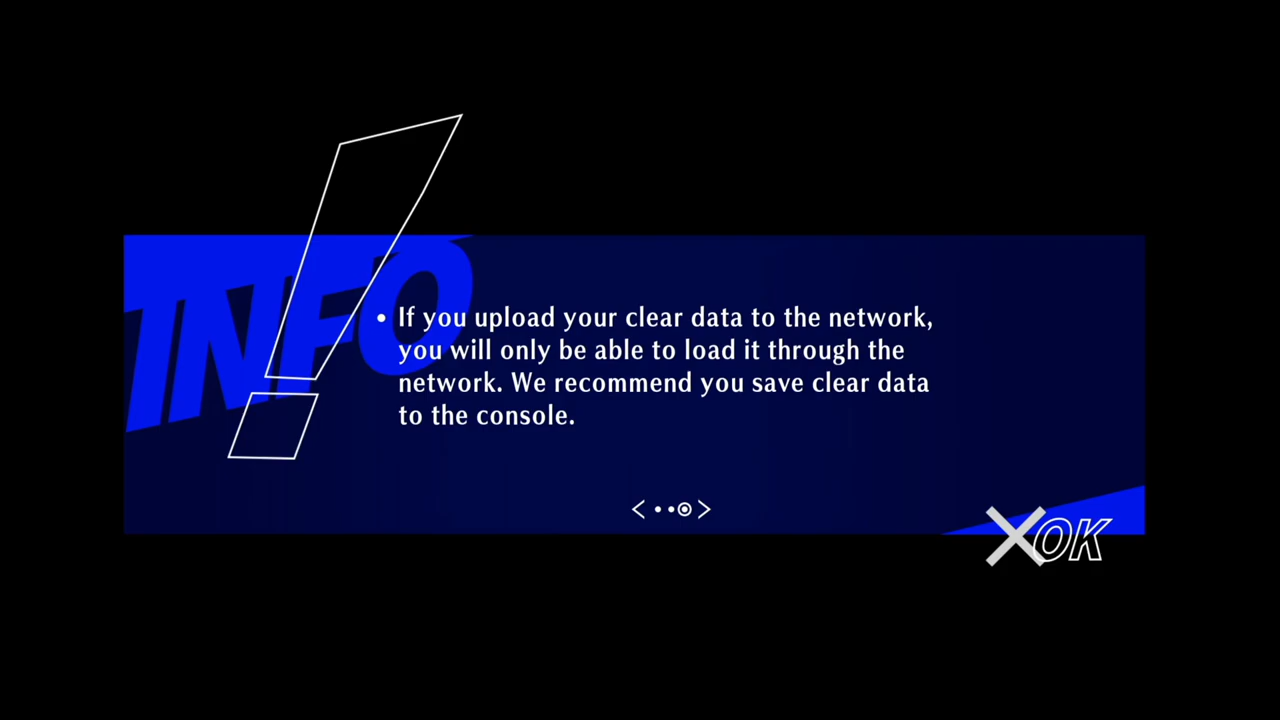 INFO
• If you upload your clear data to the network,
you will only be able to load it through the
network. We recommend you save clear data
to the console.
OK